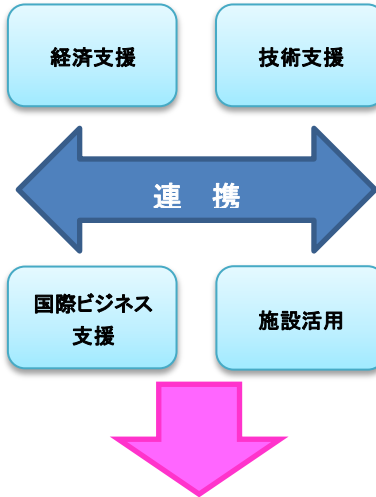 経済支援
技術支援
連　携
国際ビジネス
支援
施設活用